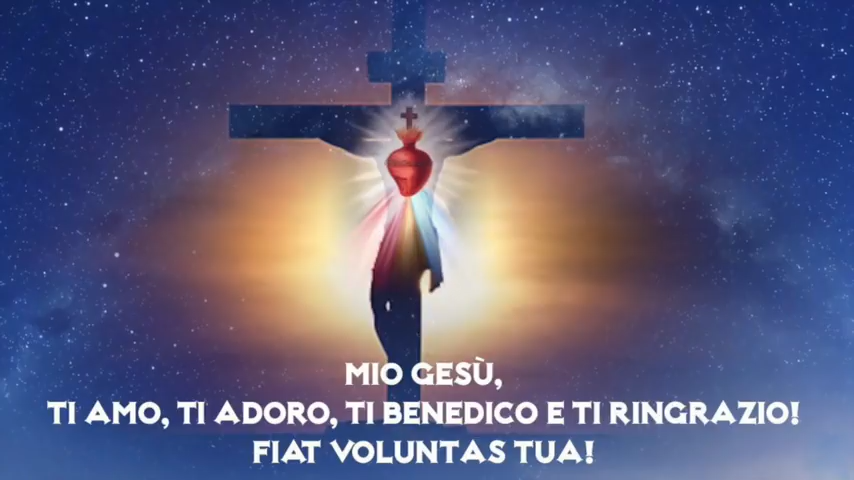 MIO GESÙ,
TI AMO, TI ADORO, TI BENEDICO E TI RINGRAZIO!
FIAT VOLUNTAS TUA!